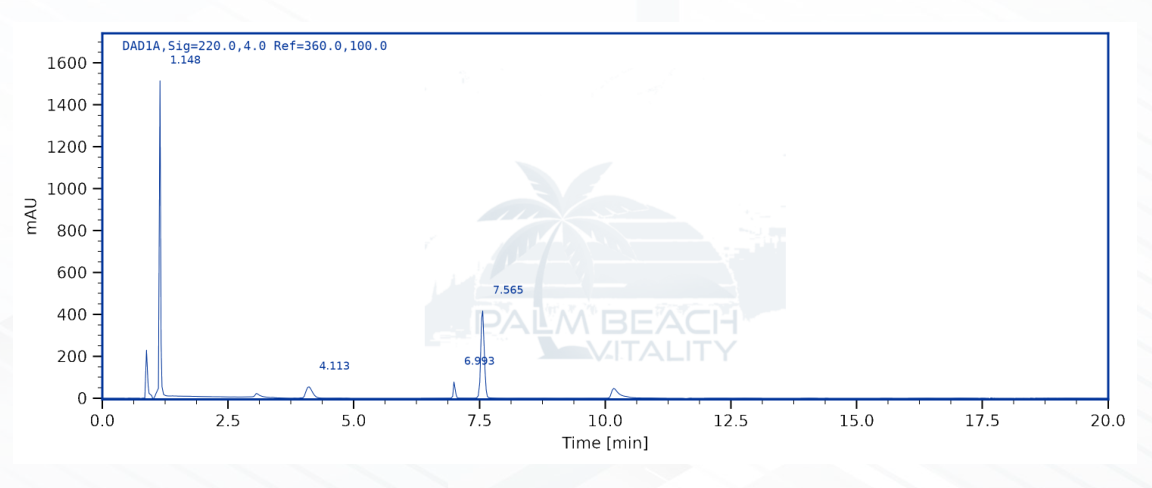 DAD1A,Sig=220.0,4.0 Ref=360.0,100.0
1.148
1600
1400
1200
1000
800
600
400
200
0
mAU
7.565
4.113
6.993
PALM BEACH
VITALITY
0.0 2.5 5.0 7.5 10.0 12.5 15.0 17.5 20.0
Time [min]